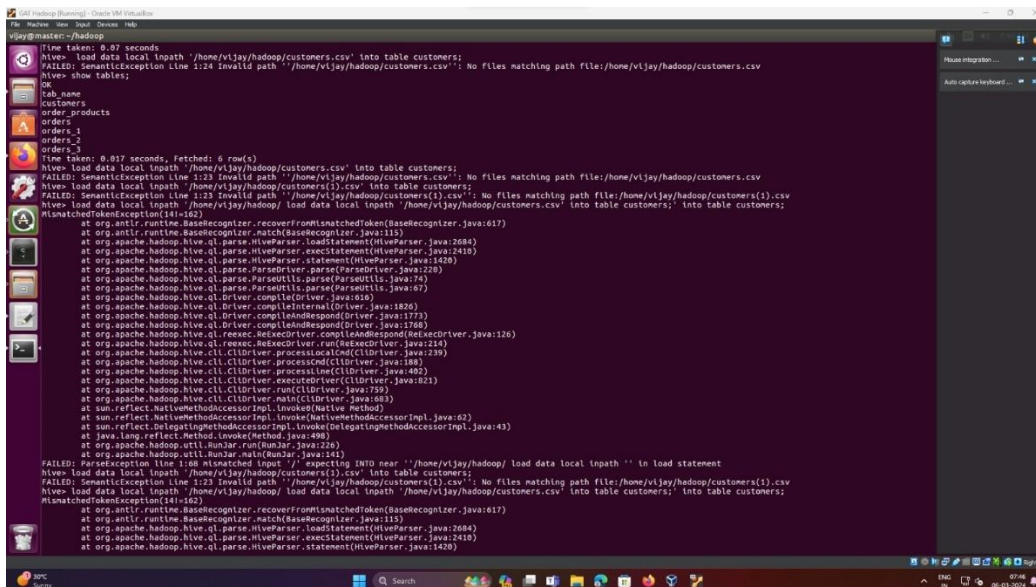 GAT Hadoop [Running] - Oracle VM VirtualBox
File Machine View Input Devices Help
vijay@master: ~/hadoop
Time taken: 0.07 seconds
hive>  load data local inpath '/home/vijay/hadoop/customers.csv' into table customers;
FAILED: SemanticException Line 1:24 Invalid path ''/home/vijay/hadoop/customers.csv'': No files matching path file:/home/vijay/hadoop/customers.csv
hive> show tables;
OK
tab_name
customers
order_products
orders
orders_1
orders_2
orders_3
Time taken: 0.017 seconds, Fetched: 6 row(s)
hive> load data local inpath '/home/vijay/hadoop/customers.csv' into table customers;
FAILED: SemanticException Line 1:23 Invalid path ''/home/vijay/hadoop/customers.csv'': No files matching path file:/home/vijay/hadoop/customers.csv
hive> load data local inpath '/home/vijay/hadoop/customers(1).csv' into table customers;
FAILED: SemanticException Line 1:23 Invalid path ''/home/vijay/hadoop/customers(1).csv'': No files matching path file:/home/vijay/hadoop/customers(1).csv
hive> load data local inpath '/home/vijay/hadoop/ load data local inpath '/home/vijay/hadoop/customers.csv' into table customers;' into table customers;
MismatchedTokenException(14!=162)
at org.antlr.runtime.BaseRecognizer.recoverFromMismatchedToken(BaseRecognizer.java:617)
at org.antlr.runtime.BaseRecognizer.match(BaseRecognizer.java:115)
at org.apache.hadoop.hive.ql.parse.HiveParser.loadStatement(HiveParser.java:2684)
at org.apache.hadoop.hive.ql.parse.HiveParser.execStatement(HiveParser.java:2410)
at org.apache.hadoop.hive.ql.parse.HiveParser.statement(HiveParser.java:1420)
at org.apache.hadoop.hive.ql.parse.ParseDriver.parse(ParseDriver.java:220)
at org.apache.hadoop.hive.ql.parse.ParseUtils.parse(ParseUtils.java:74)
at org.apache.hadoop.hive.ql.parse.ParseUtils.parse(ParseUtils.java:67)
at org.apache.hadoop.hive.ql.Driver.compile(Driver.java:616)
at org.apache.hadoop.hive.ql.Driver.compileInternal(Driver.java:1826)
at org.apache.hadoop.hive.ql.Driver.compileAndRespond(Driver.java:1773)
at org.apache.hadoop.hive.ql.Driver.compileAndRespond(Driver.java:1768)
at org.apache.hadoop.hive.ql.reexec.ReExecDriver.compileAndRespond(ReExecDriver.java:126)
at org.apache.hadoop.hive.ql.reexec.ReExecDriver.run(ReExecDriver.java:214)
at org.apache.hadoop.hive.cli.CliDriver.processLocalCmd(CliDriver.java:239)
at org.apache.hadoop.hive.cli.CliDriver.processCmd(CliDriver.java:188)
at org.apache.hadoop.hive.cli.CliDriver.processLine(CliDriver.java:402)
at org.apache.hadoop.hive.cli.CliDriver.executeDriver(CliDriver.java:821)
at org.apache.hadoop.hive.cli.CliDriver.run(CliDriver.java:759)
at org.apache.hadoop.hive.cli.CliDriver.main(CliDriver.java:683)
at sun.reflect.NativeMethodAccessorImpl.invoke0(Native Method)
at sun.reflect.NativeMethodAccessorImpl.invoke(NativeMethodAccessorImpl.java:62)
at sun.reflect.DelegatingMethodAccessorImpl.invoke(DelegatingMethodAccessorImpl.java:43)
at java.lang.reflect.Method.invoke(Method.java:498)
at org.apache.hadoop.util.RunJar.run(RunJar.java:226)
at org.apache.hadoop.util.RunJar.main(RunJar.java:141)
FAILED: ParseException line 1:68 mismatched input '/' expecting INTO near ''/home/vijay/hadoop/ load data local inpath '' in load statement
hive> load data local inpath '/home/vijay/hadoop/customers(1).csv' into table customers;
FAILED: SemanticException Line 1:23 Invalid path ''/home/vijay/hadoop/customers(1).csv'': No files matching path file:/home/vijay/hadoop/customers(1).csv
hive> load data local inpath '/home/vijay/hadoop/ load data local inpath '/home/vijay/hadoop/customers.csv' into table customers;' into table customers;
MismatchedTokenException(14!=162)
at org.antlr.runtime.BaseRecognizer.recoverFromMismatchedToken(BaseRecognizer.java:617)
at org.antlr.runtime.BaseRecognizer.match(BaseRecognizer.java:115)
at org.apache.hadoop.hive.ql.parse.HiveParser.loadStatement(HiveParser.java:2684)
at org.apache.hadoop.hive.ql.parse.HiveParser.execStatement(HiveParser.java:2410)
at org.apache.hadoop.hive.ql.parse.HiveParser.statement(HiveParser.java:1420)
Mouse integration ...
Auto capture keyboard ...
30°C
Sunny
Search
ENG
IN
07:46
06-03-2024